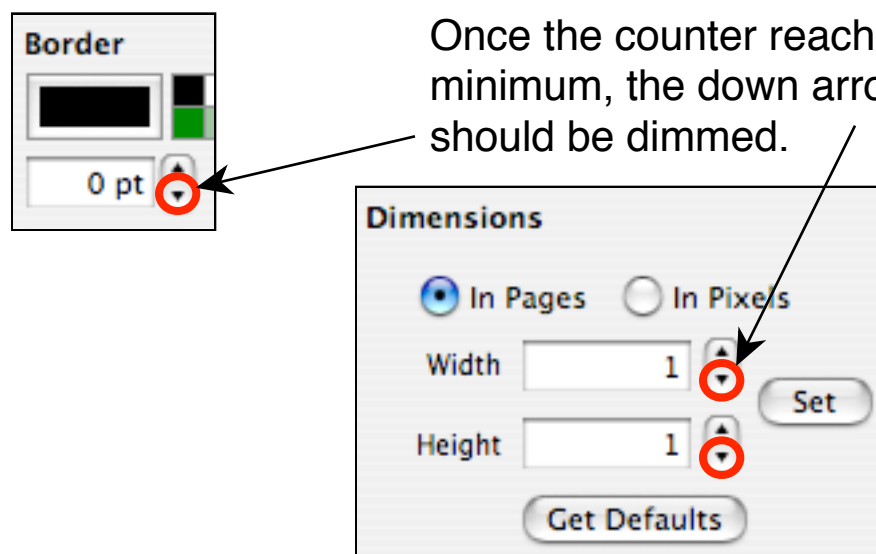 Border
0 pt
Once the counter reach
minimum, the down arro
should be dimmed.
Dimensions
In Pages In Pixels
Width 1
Set
Height 1
Get Defaults